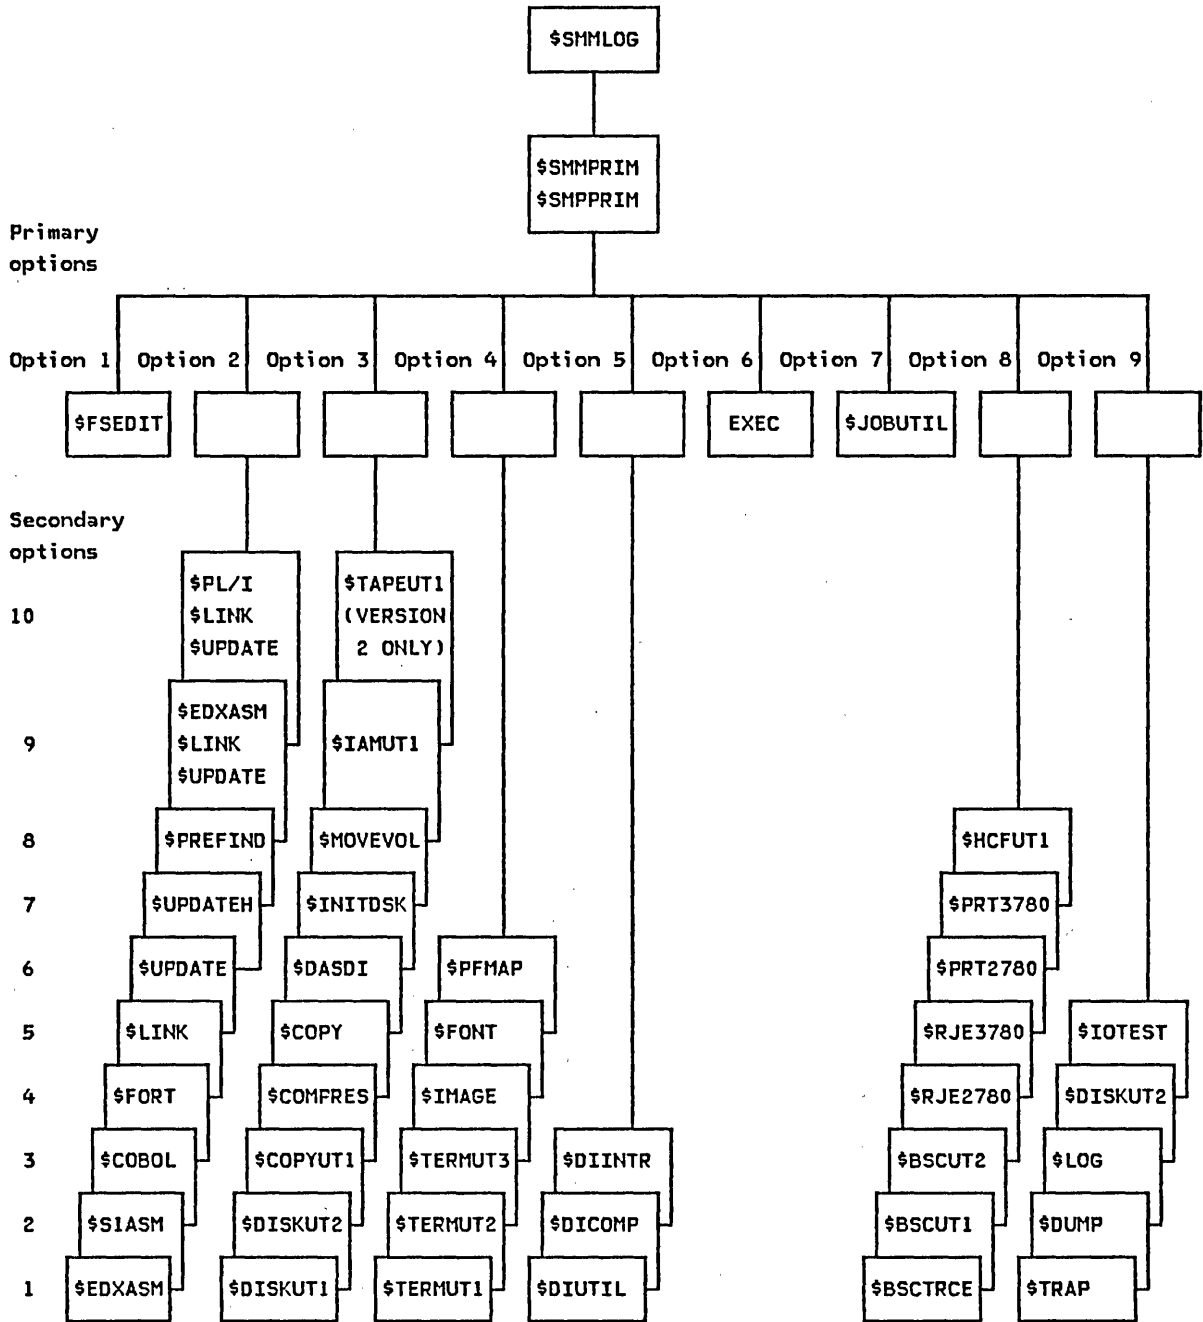 $SMMLOG
$SMMPRIM
$SMPPRIM
Primary
options
Option 1 Option 2 Option 3 Option 4 Option 5 Option 6 Option 7 Option 8 Option 9
$FSEDIT EXEC $JOBUTIL
Secondary
options
$PL/I $TAPEUT1
10 $LINK (VERSION
$UPDATE 2 ONLY)
$EDXASM
9 $LINK $IAMUT1
$UPDATE
8 $PREFIND $MOVEVOL $HCFUT1
7 $UPDATEH $INITDSK $PRT3780
6 $UPDATE $DASDI $PFMAP $PRT2780
5 $LINK $COPY $FONT $RJE3780 $IOTEST
4 $FORT $COMPRES $IMAGE $RJE2780 $DISKUT2
3 $COBOL $COPYUT1 $TERMUT3 $DIINTR $BSCUT2 $LOG
2 $S1ASM $DISKUT2 $TERMUT2 $DICOMP $BSCUT1 $DUMP
1 $EDXASM $DISKUT1 $TERMUT1 $DIUTIL $BSCTRCE $TRAP